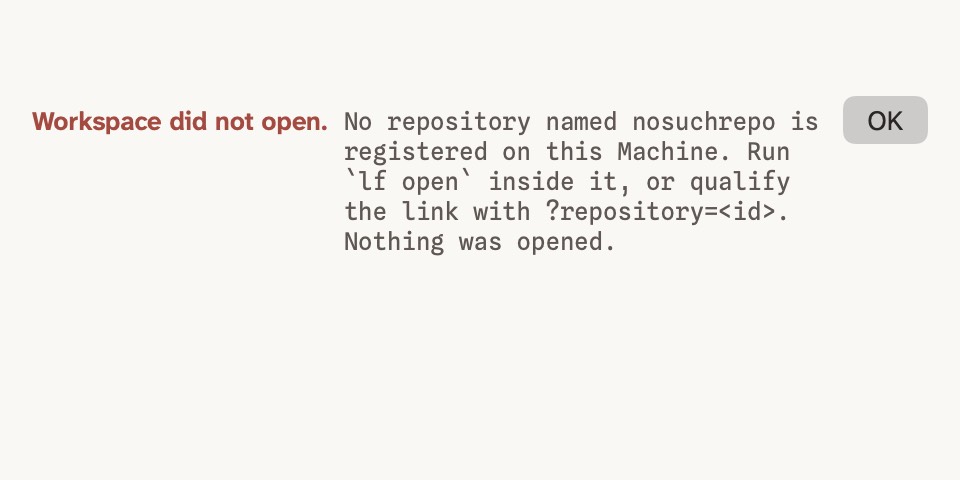 Workspace did not open. No repository named nosuchrepo is OK
registered on this Machine. Run
`lf open` inside it, or qualify
the link with ?repository=<id>.
Nothing was opened.